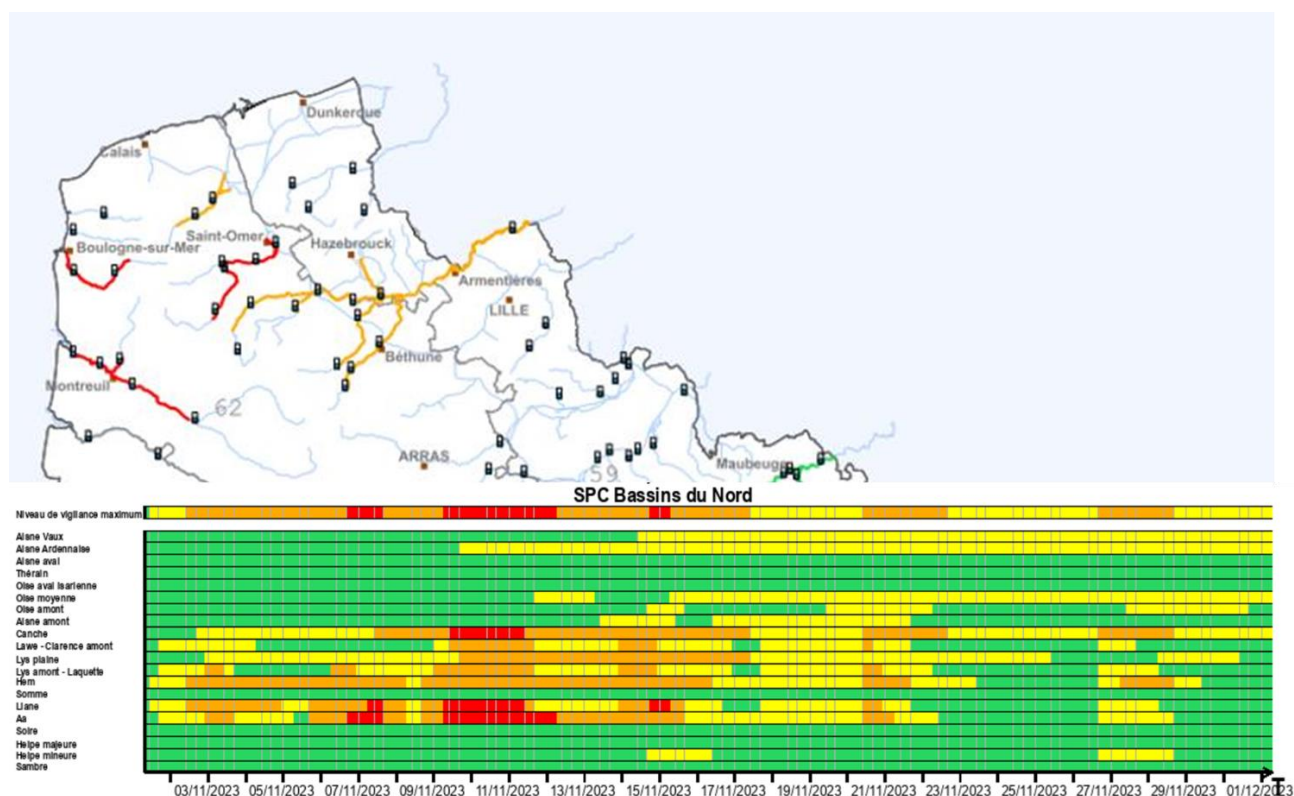 Dunkerque
Calais
Saint-Omer
Hazebrouck
Boulogne-sur-Mer
Armentières
LILLE
Béthune
Montreuil
62
ARRAS
Maubeuge
59
SPC Bassins du Nord
Niveau de vigilance maximum
Aisne Vaux
Aisne Ardennaise
Aisne aval
Thérain
Oise aval Isarienne
Oise moyenne
Oise amont
Aisne amont
Canche
Lawe - Clarence amont
Lys plaine
Lys amont - Laquette
Hem
Somme
Liane
Aa
Solre
Helpe majeure
Helpe mineure
Sambre
03/11/2023 05/11/2023 07/11/2023 09/11/2023 11/11/2023 13/11/2023 15/11/2023 17/11/2023 19/11/2023 21/11/2023 23/11/2023 25/11/2023 27/11/2023 29/11/2023 01/12/2023
T